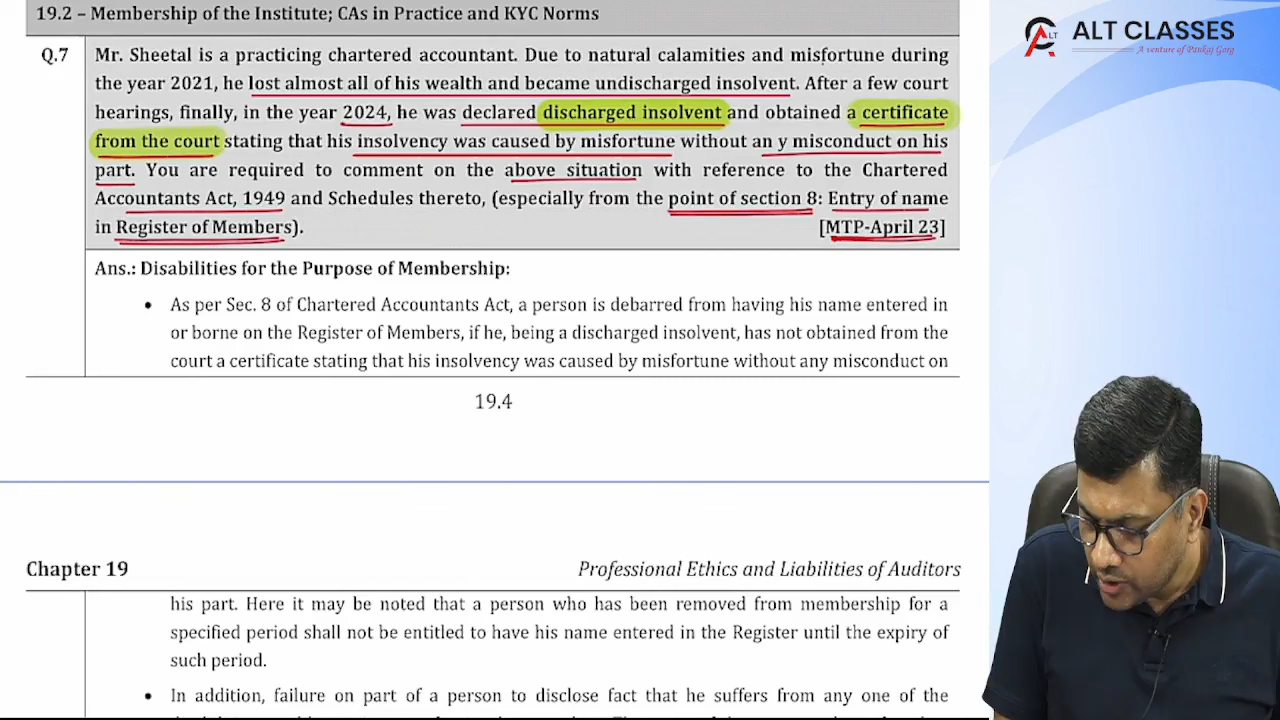 19.2 – Membership of the Institute; CAs in Practice and KYC Norms
ALT CLASSES
A venture of Pankaj Garg
Q.7 Mr. Sheetal is a practicing chartered accountant. Due to natural calamities and misfortune during
the year 2021, he lost almost all of his wealth and became undischarged insolvent. After a few court
hearings, finally, in the year 2024, he was declared discharged insolvent and obtained a certificate
from the court stating that his insolvency was caused by misfortune without an y misconduct on his
part. You are required to comment on the above situation with reference to the Chartered
Accountants Act, 1949 and Schedules thereto, (especially from the point of section 8: Entry of name
in Register of Members). [MTP-April 23]
Ans.: Disabilities for the Purpose of Membership:
• As per Sec. 8 of Chartered Accountants Act, a person is debarred from having his name entered in
or borne on the Register of Members, if he, being a discharged insolvent, has not obtained from the
court a certificate stating that his insolvency was caused by misfortune without any misconduct on
19.4
Chapter 19 Professional Ethics and Liabilities of Auditors
his part. Here it may be noted that a person who has been removed from membership for a
specified period shall not be entitled to have his name entered in the Register until the expiry of
such period.
• In addition, failure on part of a person to disclose fact that he suffers from any one of the